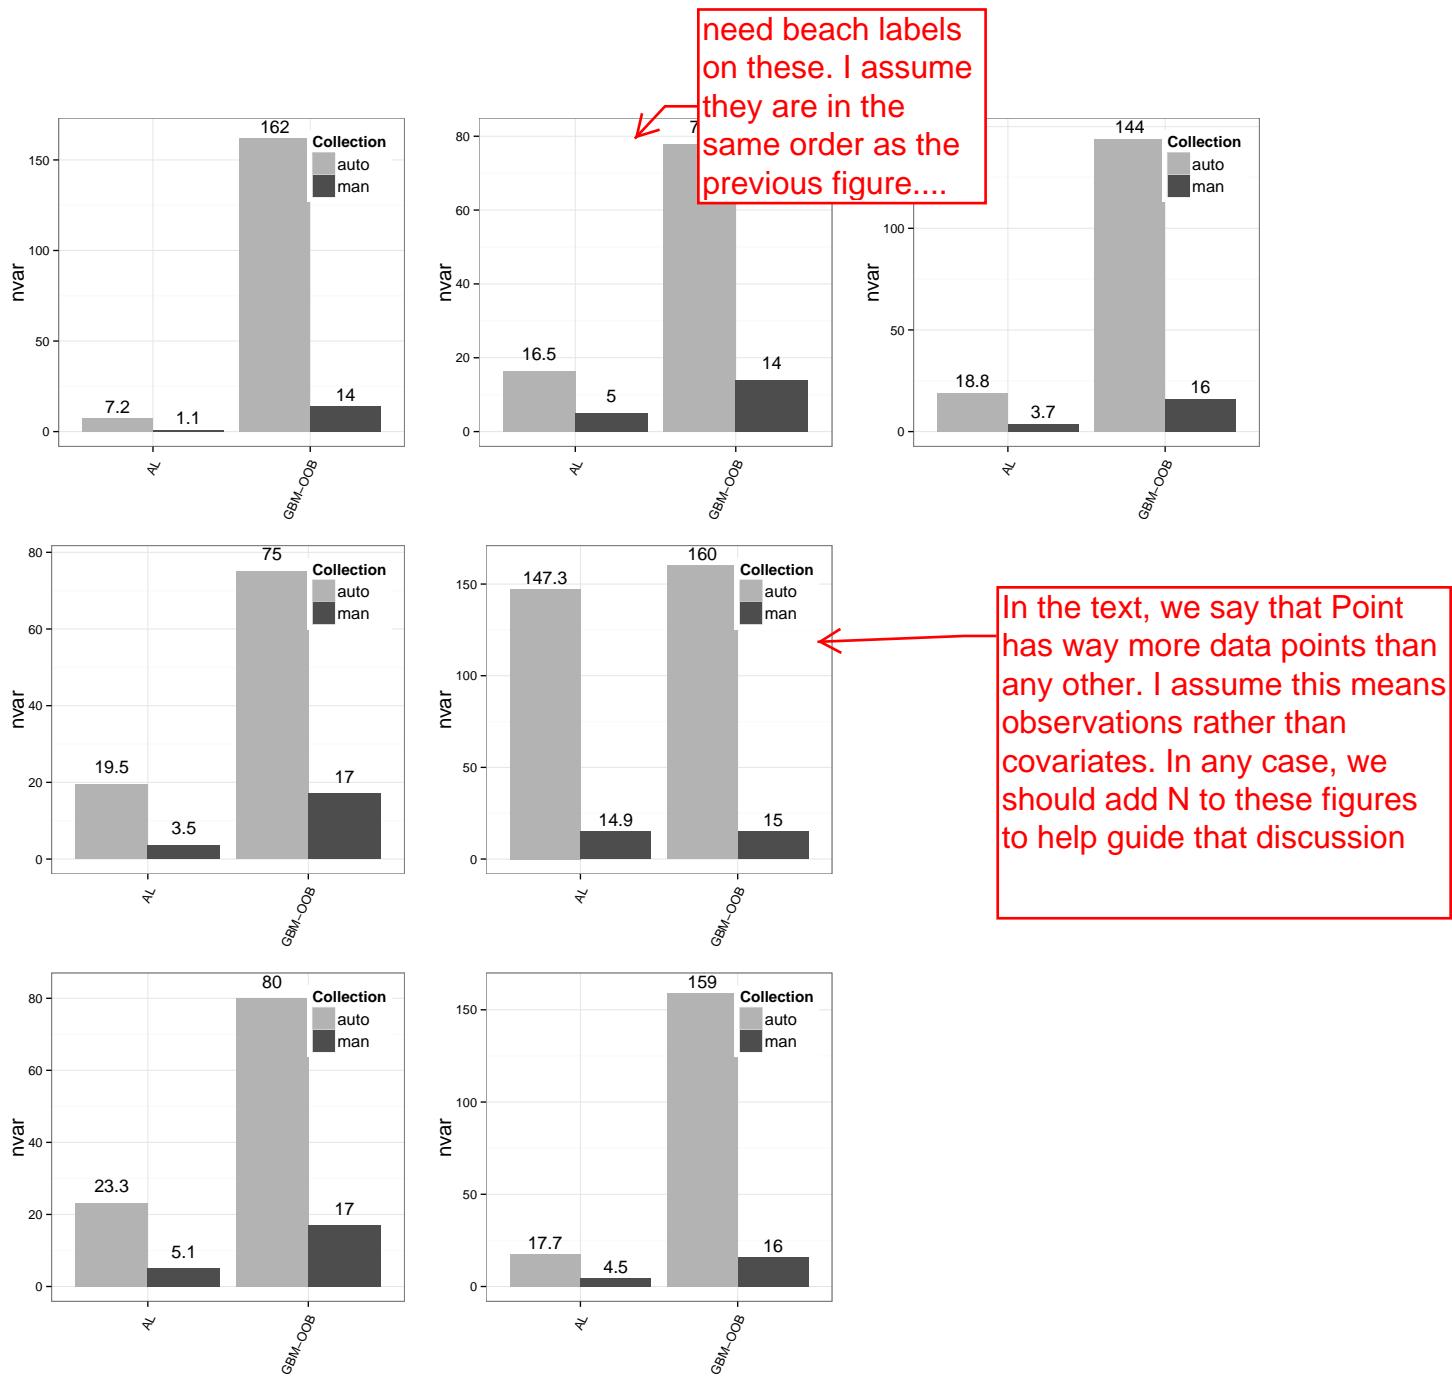 need beach labels
on these. I assume
they are in the
same order as the
previous figure....
nvar
0
50
100
150
7.2
1.1
162
14
Collection
auto
man
AL
GBM−OOB
nvar
0
20
40
60
80
16.5
5
14
AL
GBM−OOB
nvar
0
50
100
18.8
3.7
144
16
Collection
auto
man
AL
GBM−OOB
nvar
0
20
40
60
80
19.5
3.5
75
17
Collection
auto
man
AL
GBM−OOB
nvar
0
50
100
150
147.3
14.9
160
15
Collection
auto
man
AL
GBM−OOB
In the text, we say that Point
has way more data points than
any other. I assume this means
observations rather than
covariates. In any case, we
should add N to these figures
to help guide that discussion
nvar
0
20
40
60
80
23.3
5.1
80
17
Collection
auto
man
AL
GBM−OOB
nvar
0
50
100
150
17.7
4.5
159
16
Collection
auto
man
AL
GBM−OOB